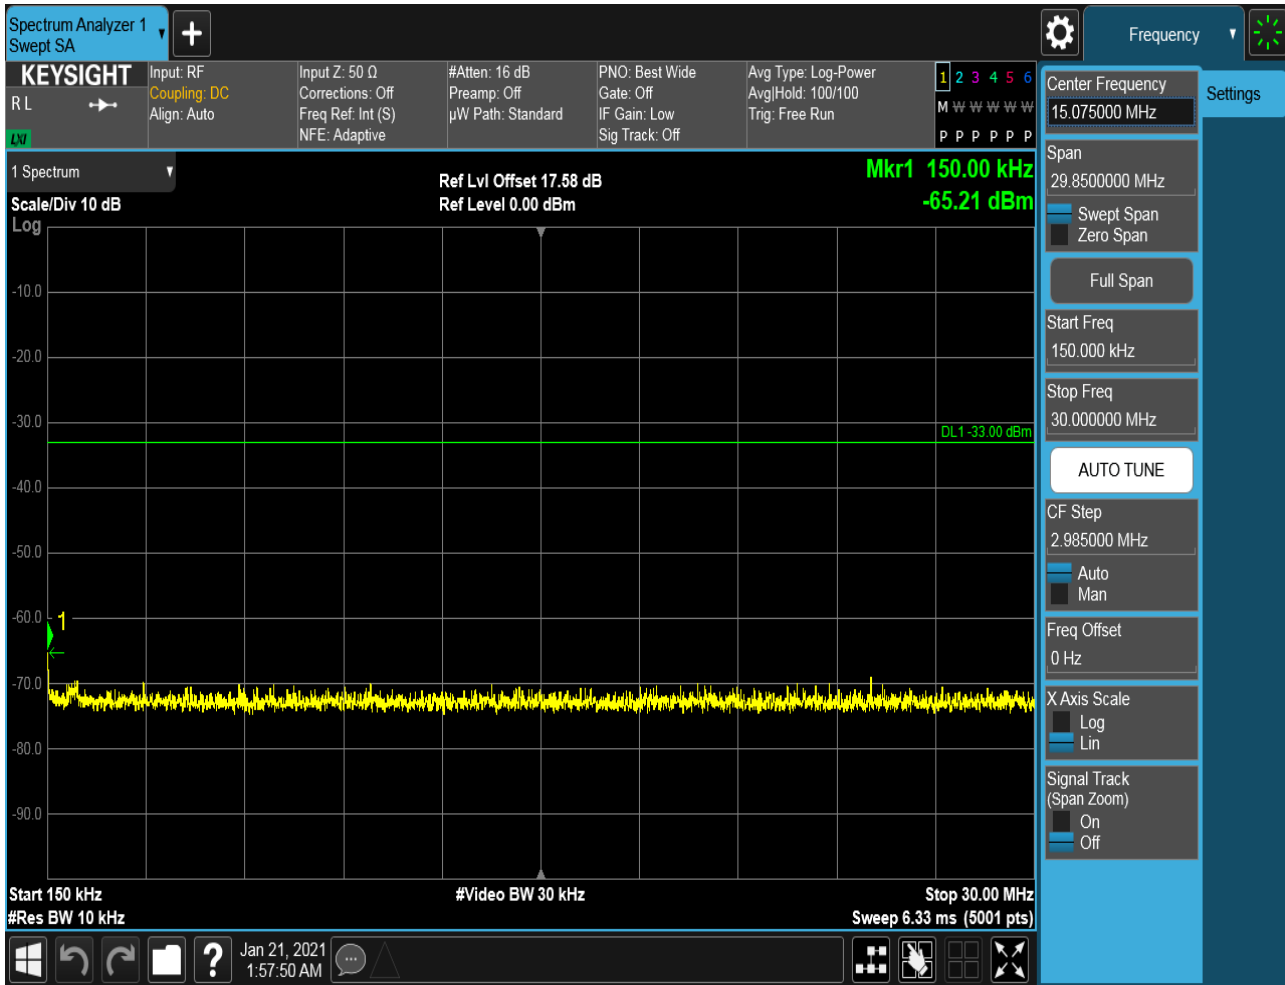 Spectrum Analyzer 1
Swept SA
Frequency
KEYSIGHT
R L
LXI
Input: RF
Coupling: DC
Align: Auto
Input Z: 50 Ω
Corrections: Off
Freq Ref: Int (S)
NFE: Adaptive
#Atten: 16 dB
Preamp: Off
µW Path: Standard
PNO: Best Wide
Gate: Off
IF Gain: Low
Sig Track: Off
Avg Type: Log-Power
Avg|Hold: 100/100
Trig: Free Run
1 2 3 4 5 6
M W W W W W
P P P P P P
1 Spectrum
Scale/Div 10 dB
Log
Ref Lvl Offset 17.58 dB
Ref Level 0.00 dBm
Mkr1 150.00 kHz
-65.21 dBm
-10.0
-20.0
-30.0
DL1 -33.00 dBm
-40.0
-50.0
-60.0
1
-70.0
-80.0
-90.0
Start 150 kHz
#Res BW 10 kHz
#Video BW 30 kHz
Stop 30.00 MHz
Sweep 6.33 ms (5001 pts)
Center Frequency
15.075000 MHz
Settings
Span
29.8500000 MHz
Swept Span
Zero Span
Full Span
Start Freq
150.000 kHz
Stop Freq
30.000000 MHz
AUTO TUNE
CF Step
2.985000 MHz
Auto
Man
Freq Offset
0 Hz
X Axis Scale
Log
Lin
Signal Track
(Span Zoom)
On
Off
?
Jan 21, 2021
1:57:50 AM